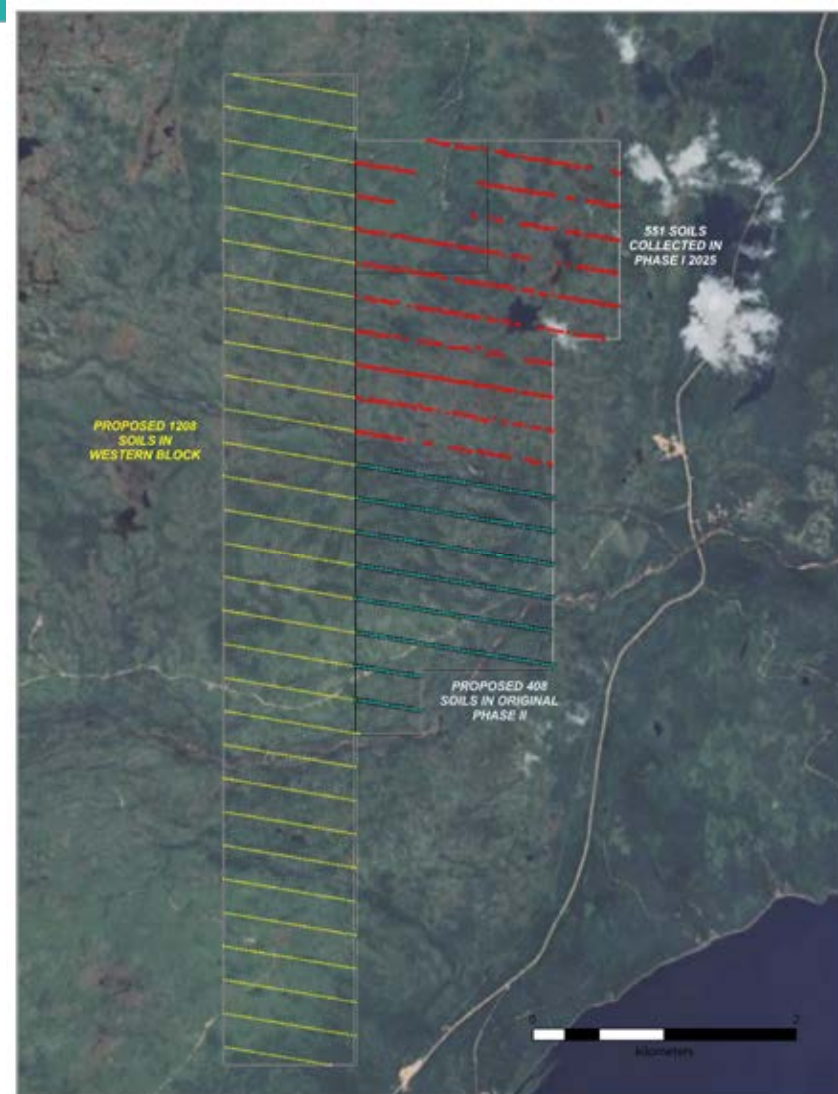 551 SOILS
COLLECTED IN
PHASE I 2025
PROPOSED 1208
SOILS IN
WESTERN BLOCK
PROPOSED 408
SOILS IN ORIGINAL
PHASE II
0 2
kilometers